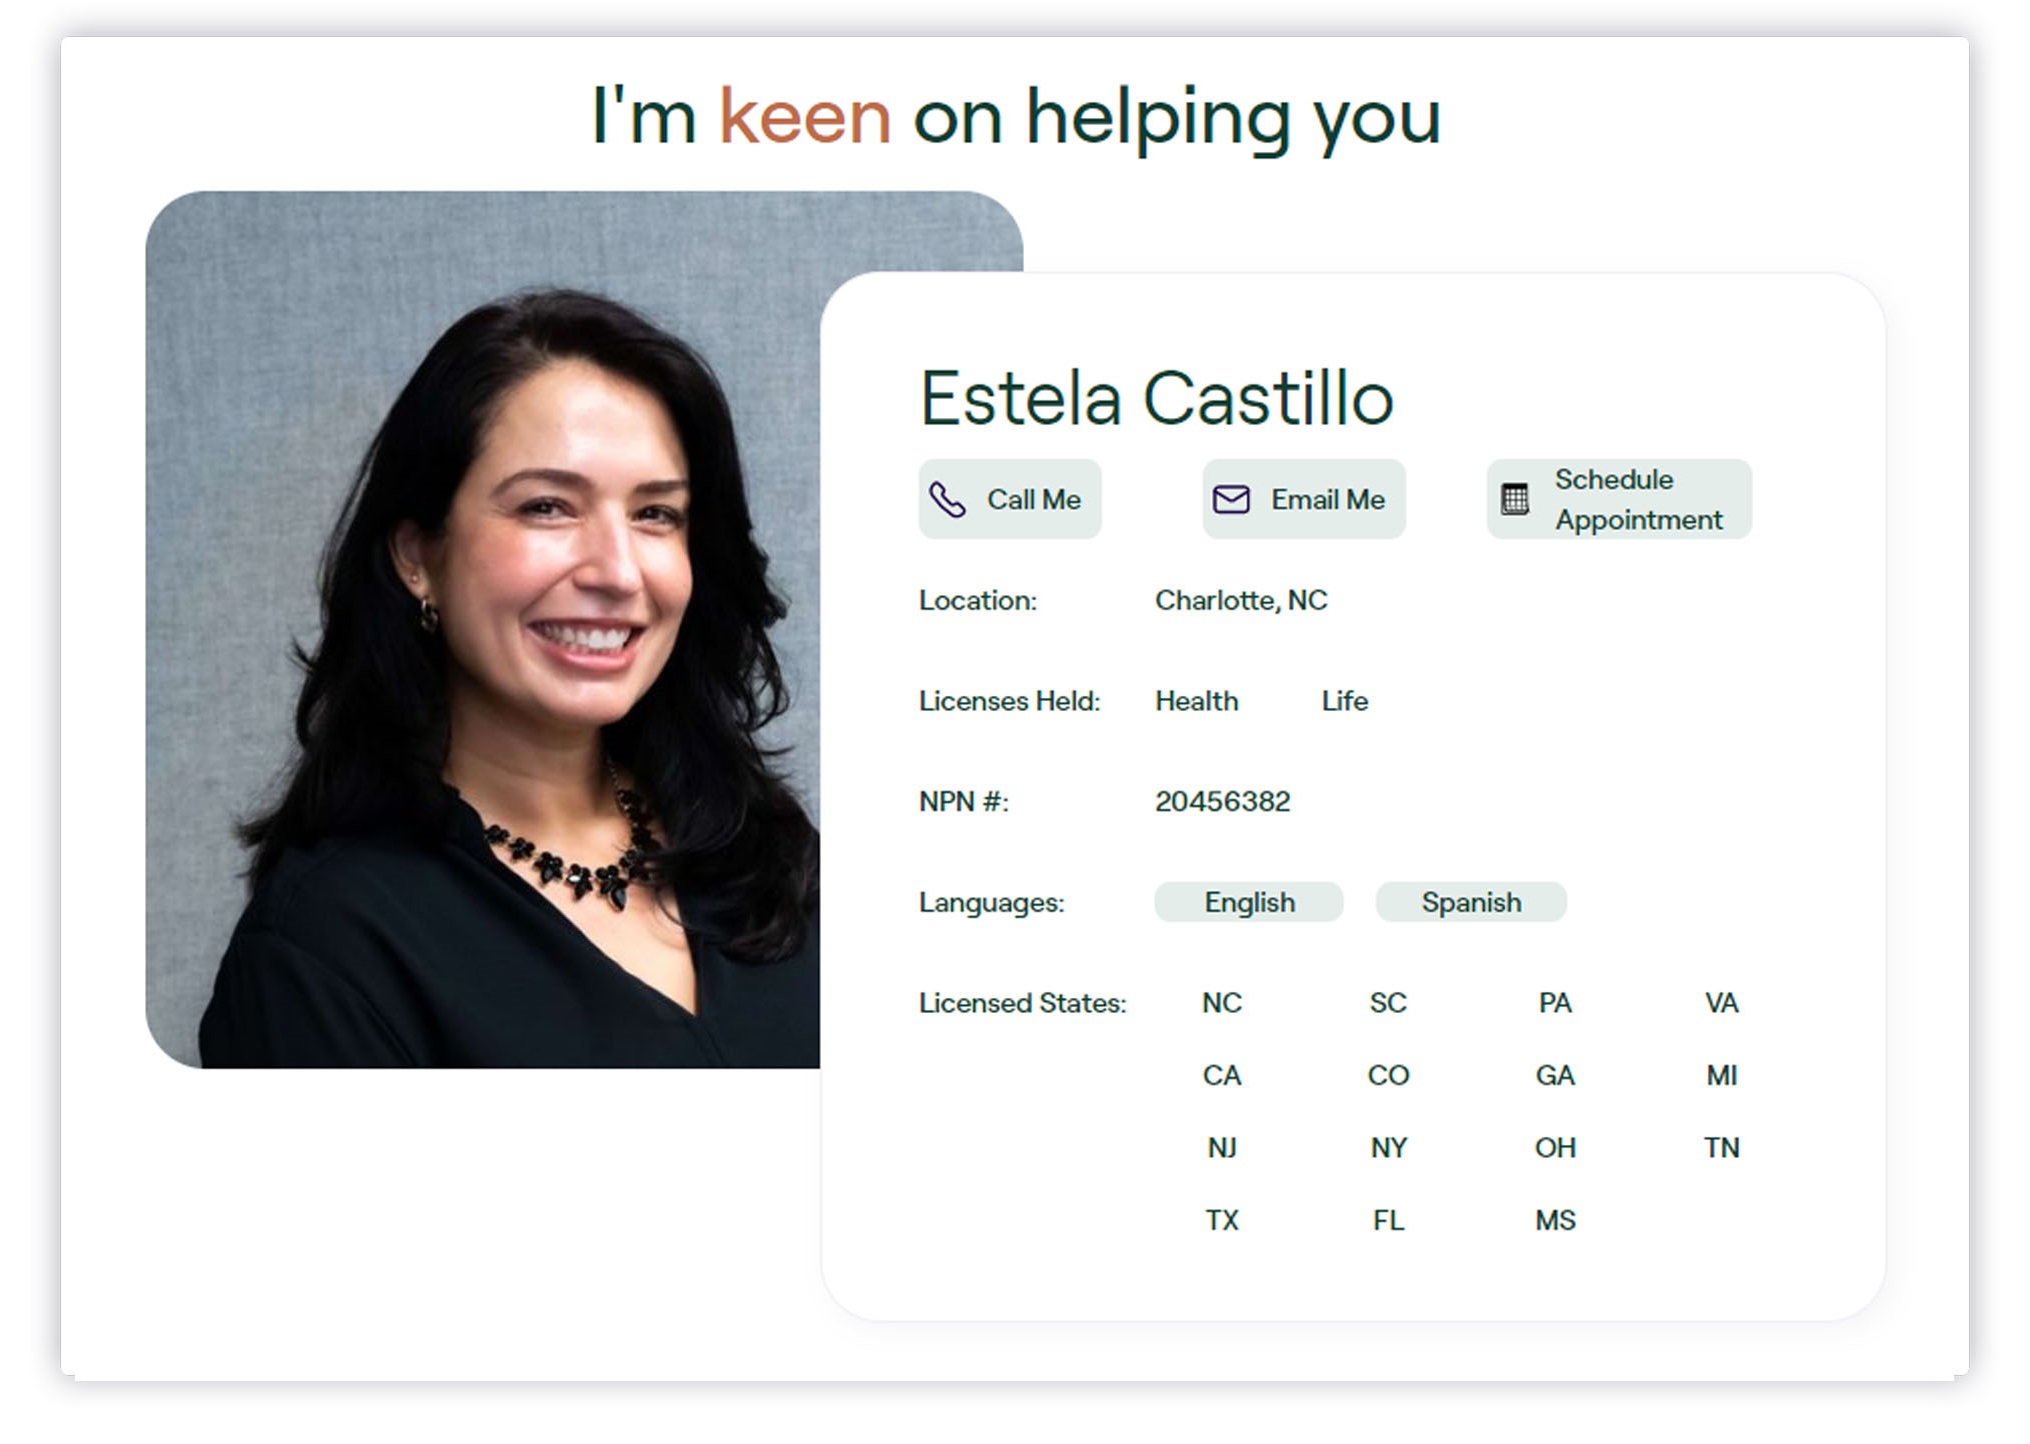 I'm keen on helping you
Estela Castillo
Call Me
Email Me
Schedule
Appointment
Location: Charlotte, NC
Licenses Held: Health Life
NPN #: 20456382
Languages: English Spanish
Licensed States: NC SC PA VA
CA CO GA MI
NJ NY OH TN
TX FL MS